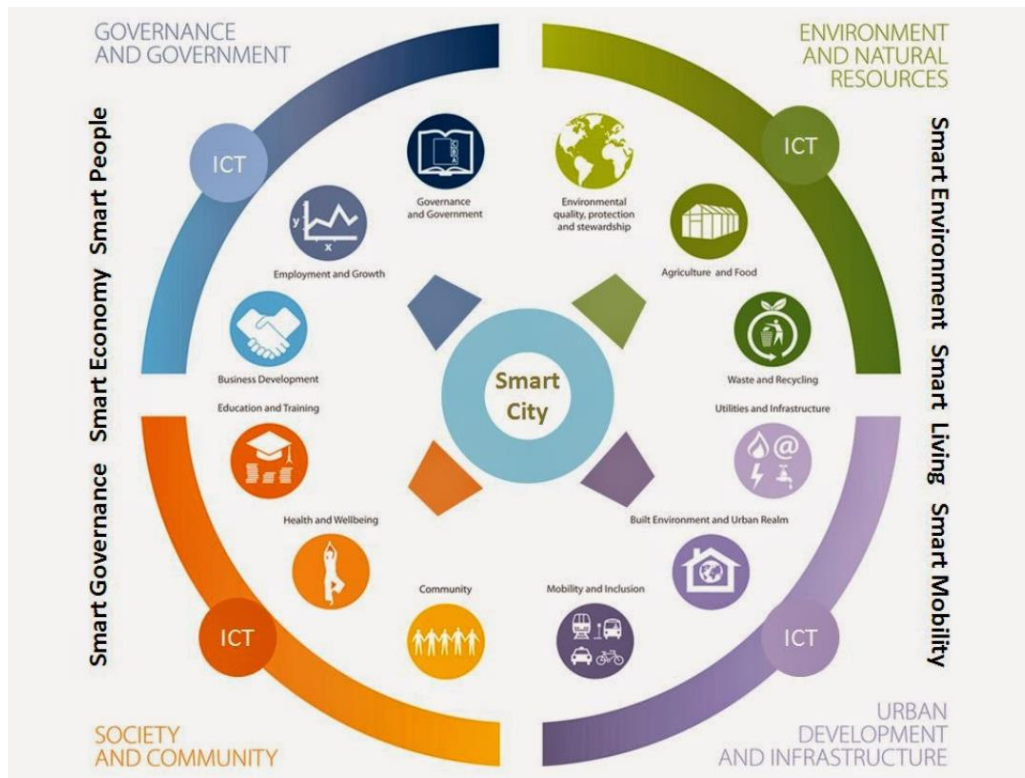 GOVERNANCE
AND GOVERNMENT
ENVIRONMENT
AND NATURAL
RESOURCES
Smart People
Smart Economy
Smart Governance
Smart Environment
Smart Living
Smart Mobility
ICT
ICT
Governance
and Government
Environmental
quality, protection
and stewardship
y
x
Employment and Growth
Agriculture and Food
Business Development
Waste and Recycling
Smart
City
Education and Training
Utilities and Infrastructure
@
Health and Wellbeing
Built Environment and Urban Realm
Community
Mobility and Inclusion
ICT
ICT
SOCIETY
AND COMMUNITY
URBAN
DEVELOPMENT
AND INFRASTRUCTURE